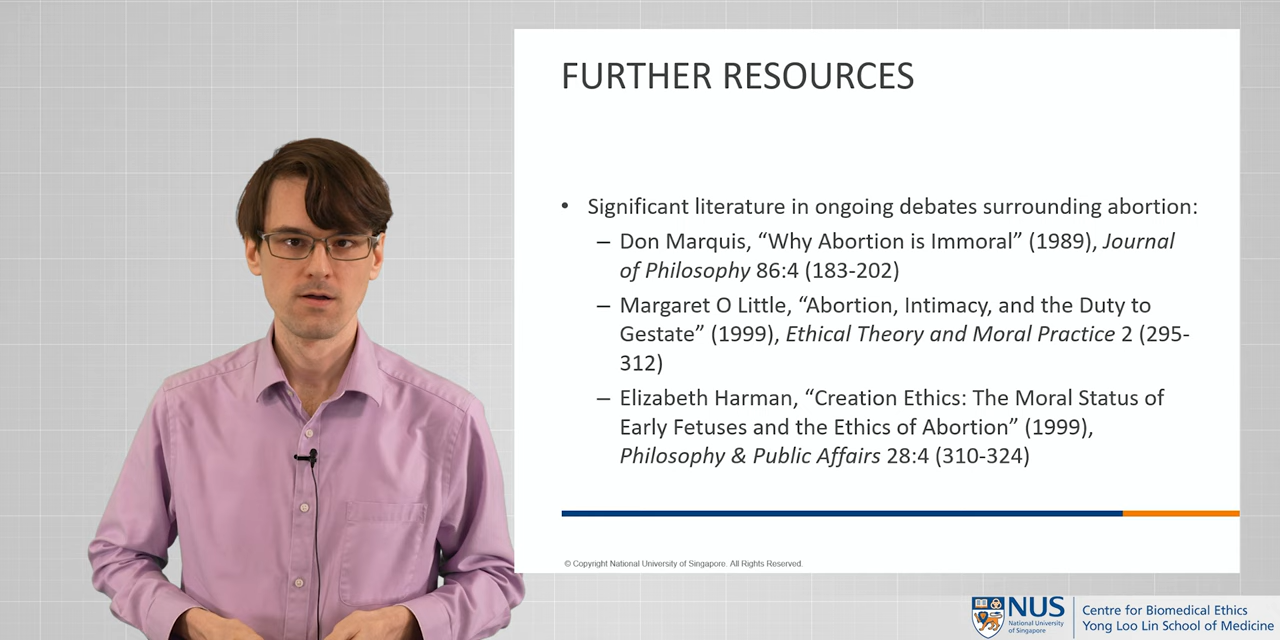 FURTHER RESOURCES
• Significant literature in ongoing debates surrounding abortion:
– Don Marquis, “Why Abortion is Immoral” (1989), Journal
of Philosophy 86:4 (183-202)
– Margaret O Little, “Abortion, Intimacy, and the Duty to
Gestate” (1999), Ethical Theory and Moral Practice 2 (295-
312)
– Elizabeth Harman, “Creation Ethics: The Moral Status of
Early Fetuses and the Ethics of Abortion” (1999),
Philosophy & Public Affairs 28:4 (310-324)
© Copyright National University of Singapore. All Rights Reserved.
NUS
National University
of Singapore
Centre for Biomedical Ethics
Yong Loo Lin School of Medicine